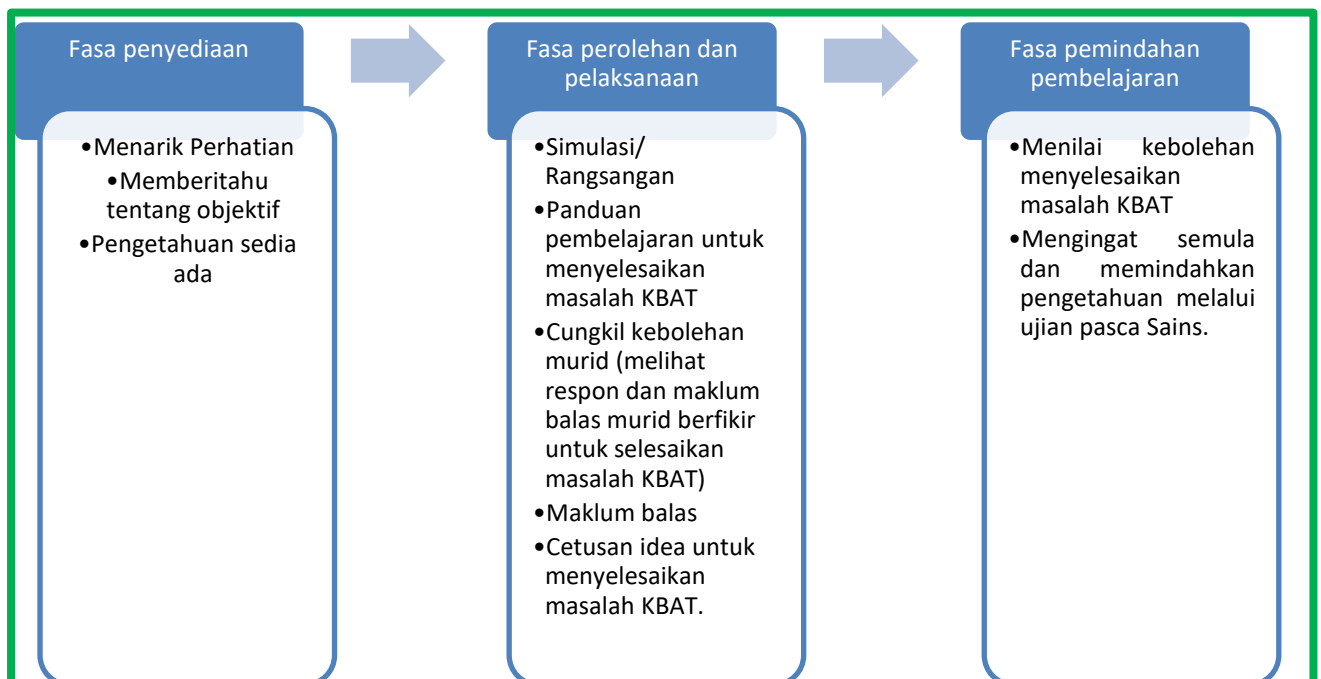 Fasa penyediaan
•Menarik Perhatian
•Memberitahu
tentang objektif
•Pengetahuan sedia
ada
Fasa perolehan dan
pelaksanaan
•Simulasi/
Rangsangan
•Panduan
pembelajaran untuk
menyelesaikan
masalah KBAT
•Cungkil kebolehan
murid (melihat
respon dan maklum
balas murid berfikir
untuk selesaikan
masalah KBAT)
•Maklum balas
•Cetusan idea untuk
menyelesaikan
masalah KBAT.
Fasa pemindahan
pembelajaran
•Menilai kebolehan
menyelesaikan
masalah KBAT
•Mengingat semula
dan memindahkan
pengetahuan melalui
ujian pasca Sains.